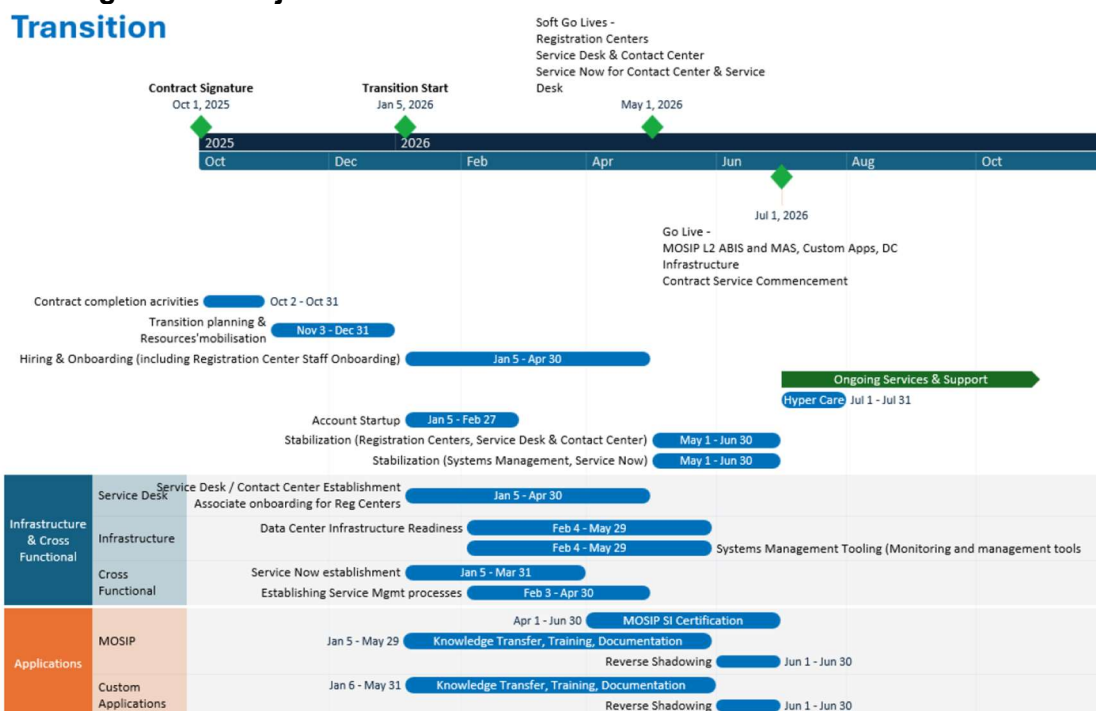 Transition
Soft Go Lives -
Registration Centers
Service Desk & Contact Center
Service Now for Contact Center & Service
Desk
Contract Signature
Oct 1, 2025
Transition Start
Jan 5, 2026
May 1, 2026
2025
2026
Oct
Dec
Feb
Apr
Jun
Aug
Oct
Jul 1, 2026
Go Live -
MOSIP L2 ABIS and MAS, Custom Apps, DC
Infrastructure
Contract Service Commencement
Contract completion acrivities
Oct 2 - Oct 31
Transition planning &
Resources'mobilisation
Nov 3 - Dec 31
Hiring & Onboarding (including Registration Center Staff Onboarding)
Jan 5 - Apr 30
Ongoing Services & Support
Hyper Care
Jul 1 - Jul 31
Account Startup
Jan 5 - Feb 27
Stabilization (Registration Centers, Service Desk & Contact Center)
May 1 - Jun 30
Stabilization (Systems Management, Service Now)
May 1 - Jun 30
Infrastructure
& Cross
Functional
Service Desk
Service Desk / Contact Center Establishment
Associate onboarding for Reg Centers
Jan 5 - Apr 30
Infrastructure
Data Center Infrastructure Readiness
Feb 4 - May 29
Feb 4 - May 29
Systems Management Tooling (Monitoring and management tools
Cross
Functional
Service Now establishment
Jan 5 - Mar 31
Establishing Service Mgmt processes
Feb 3 - Apr 30
Applications
MOSIP
Apr 1 - Jun 30
MOSIP SI Certification
Jan 5 - May 29
Knowledge Transfer, Training, Documentation
Reverse Shadowing
Jun 1 - Jun 30
Custom
Applications
Jan 6 - May 31
Knowledge Transfer, Training, Documentation
Reverse Shadowing
Jun 1 - Jun 30